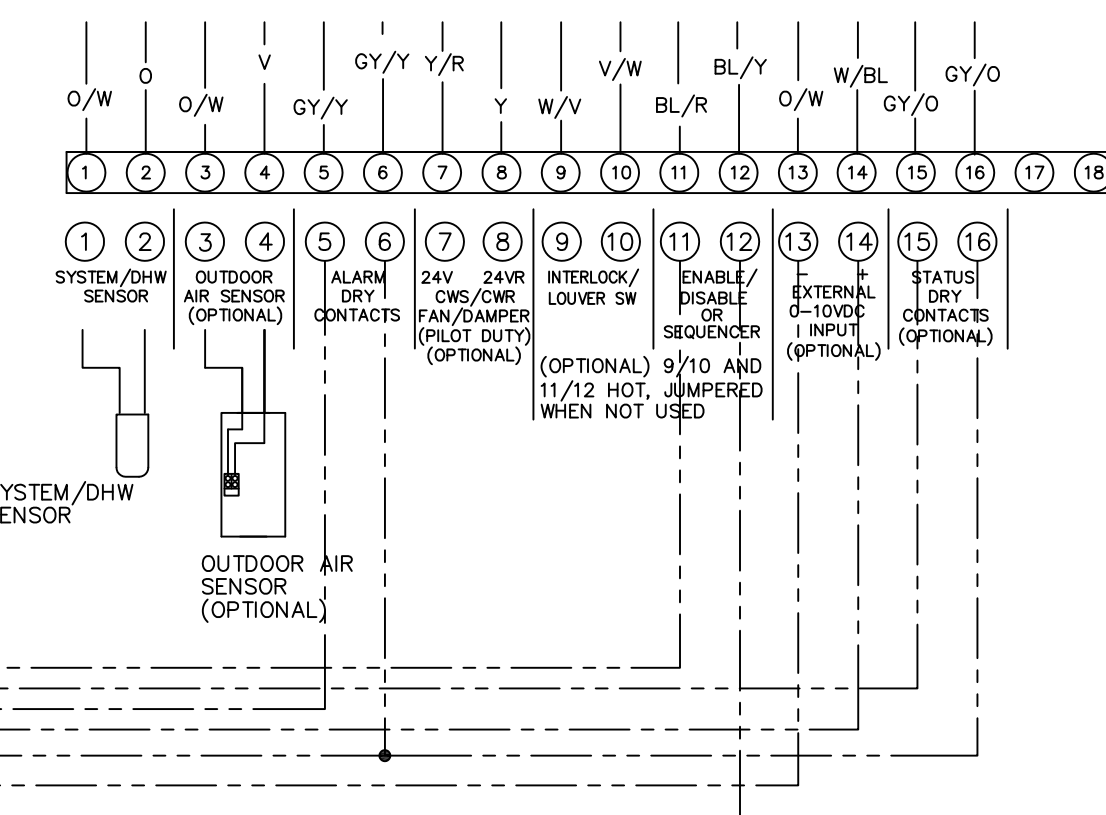 O/W O O/W V GY/Y GY/Y Y/R Y W/V V/W BL/R BL/Y O/W W/BL GY/O GY/O
1 2 3 4 5 6 7 8 9 10 11 12 13 14 15 16 17 18
1 2 3 4 5 6 7 8 9 10 11 12 13 14 15 16
SYSTEM/DHW
SENSOR
OUTDOOR
AIR SENSOR
(OPTIONAL)
ALARM
DRY
CONTACTS
24V 24VR
CWS/CWR
FAN/DAMPER
(PILOT DUTY)
(OPTIONAL)
INTERLOCK/
LOUVER SW
ENABLE/
DISABLE
OR
SEQUENCER
(OPTIONAL) 9/10 AND
11/12 HOT, JUMPERED
WHEN NOT USED
- +
EXTERNAL
0-10VDC
INPUT
(OPTIONAL)
STATUS
DRY
CONTACTS
(OPTIONAL)
YSTEM/DHW
ENSOR
OUTDOOR AIR
SENSOR
(OPTIONAL)